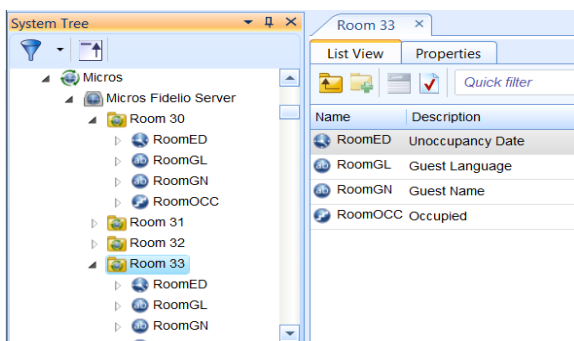 System Tree
Micros
Micros Fidelio Server
Room 30
RoomED
RoomGL
RoomGN
RoomOCC
Room 31
Room 32
Room 33
RoomED
RoomGL
RoomGN
Room 33
List View Properties
Quick filter
Name Description
RoomED Unoccupancy Date
RoomGL Guest Language
RoomGN Guest Name
RoomOCC Occupied